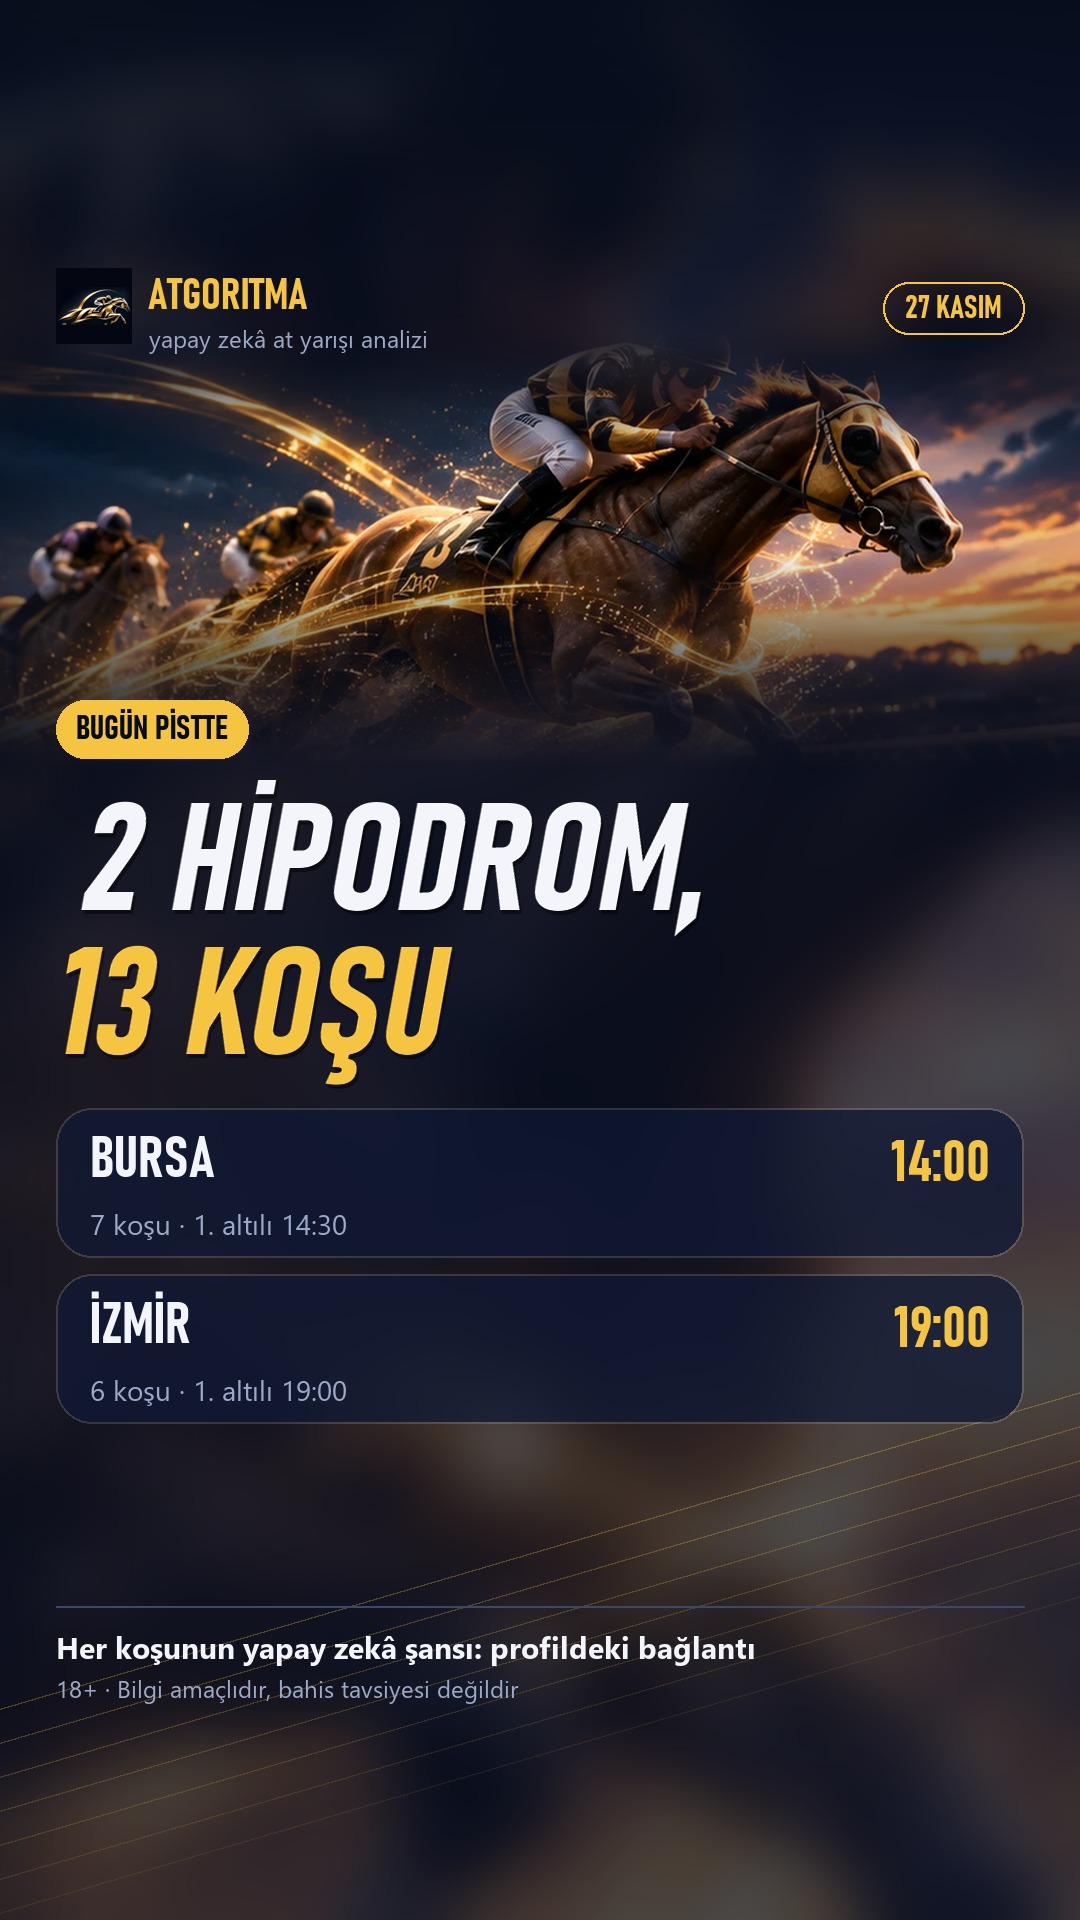 ATGORITMA
yapay zekâ at yarışı analizi
27 KASIM
3
BUGÜN PİSTTE
2 HİPODROM,
13 KOŞU
BURSA
14:00
7 koşu · 1. altılı 14:30
İZMİR
19:00
6 koşu · 1. altılı 19:00
Her koşunun yapay zekâ şansı: profildeki bağlantı
18+ · Bilgi amaçlıdır, bahis tavsiyesi değildir